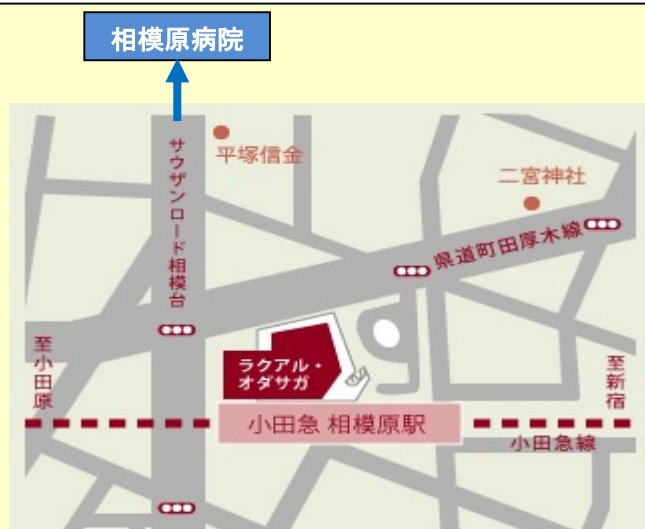 相模原病院
平塚信金
サウザンロード相模台
二宮神社
県道町田厚木線
至小田原
ラクアル・
オダサガ
至新宿
小田急 相模原駅
小田急線